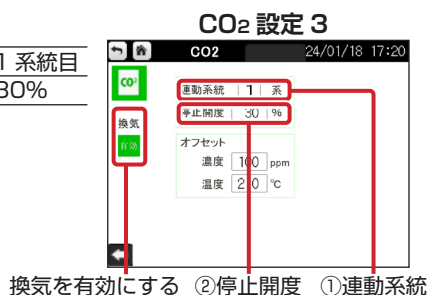 CO2 設定 3
1 系統目
30%
CO2 24/01/18 17:20
CO2
連動系統 1 系
停止開度 30 %
換気
有効
オフセット
濃度 100 ppm
温度 ℃
換気を有効にする ②停止開度 ①連動系統